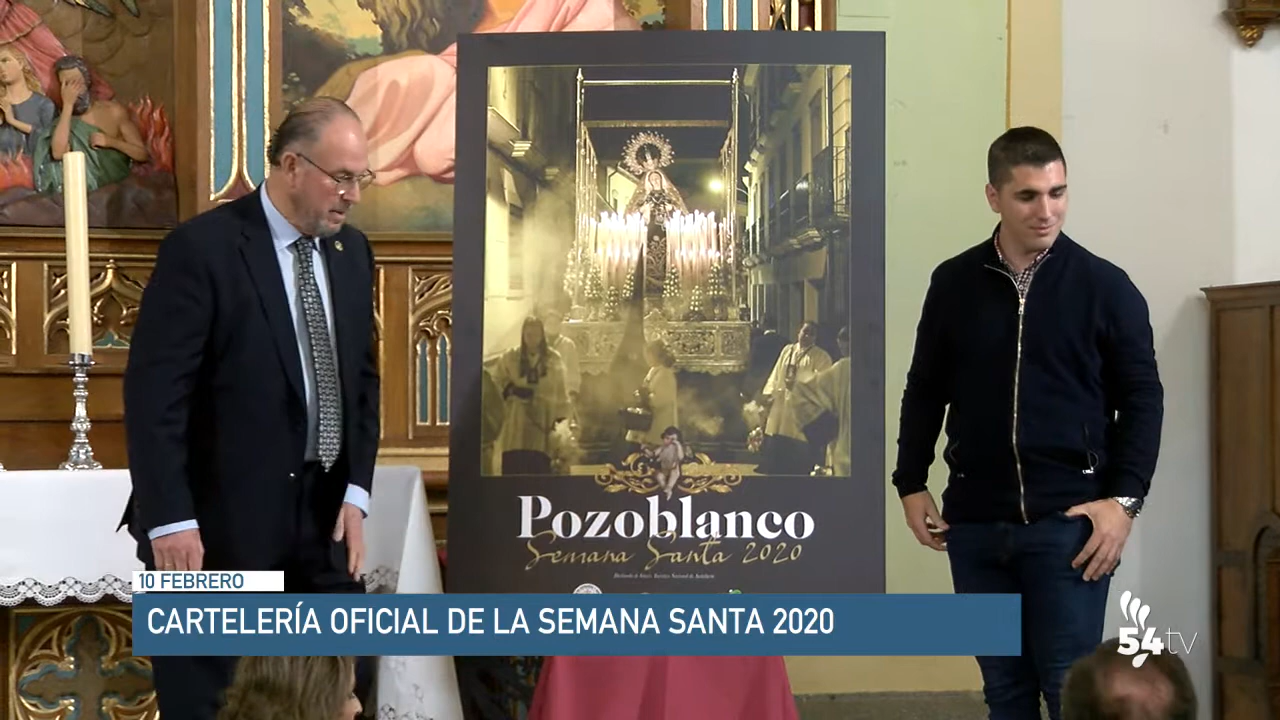 Pozoblanco
Semana Santa 2020
10 FEBRERO
CARTELERÍA OFICIAL DE LA SEMANA SANTA 2020
54tv